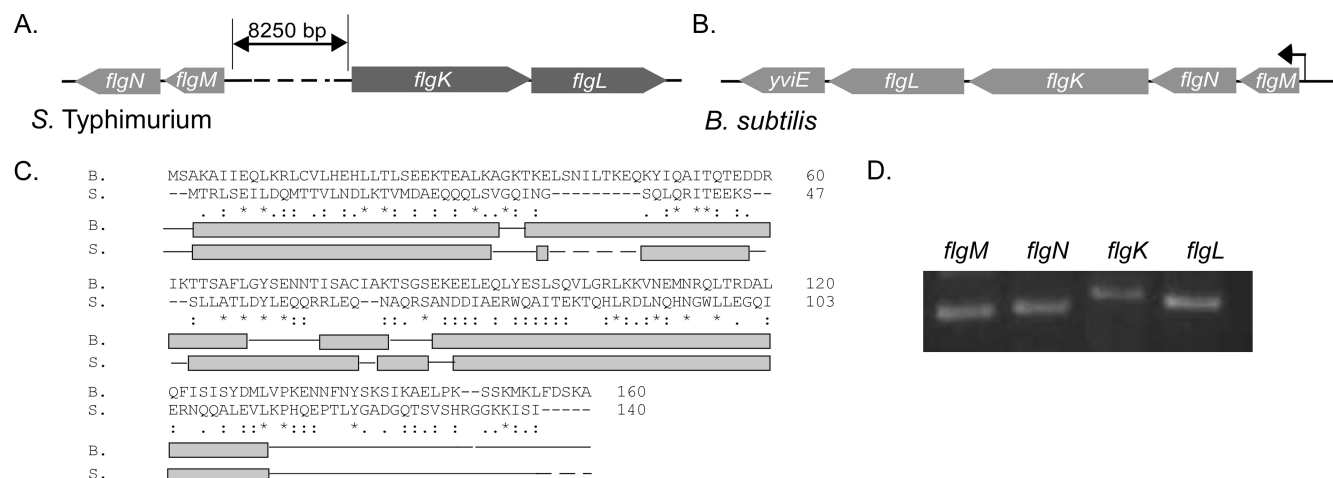 A.
8250 bp
flgN flgM flgK flgL
S. Typhimurium
B.
yviE flgL flgK flgN flgM
B. subtilis
C.
B. MSAKAIIEQLKRLCVLHEHLLTLSEEKTEALKAGKTKELSNILTKEQKYIQAITQTEDDR 60
S. --MTRLSEILDQMTTVLNDLKTVMDAEQQQLSVGQING---------SQLQRITEEKS-- 47
B.
S.
B. IKTTSAFLGYSENNTISACIAKTSGSEKEELEQLYESLSQVLGRLKKVNEMNRQLTRDAL 120
S. --SLLATLDYLEQQRRLEQ--NAQRSANDDIAERWQAITEKTQHLRDLNQHNGWLLEGQI 103
B.
S.
B. QFISISYDMLVPKENNFNYSKSIKAELPK--SSKMKLFDSKA 160
S. ERNQQALEVLKPHQEPTLYGADGQTSVSHRGGKKISI----- 140
B.
S.
D.
flgM flgN flgK flgL